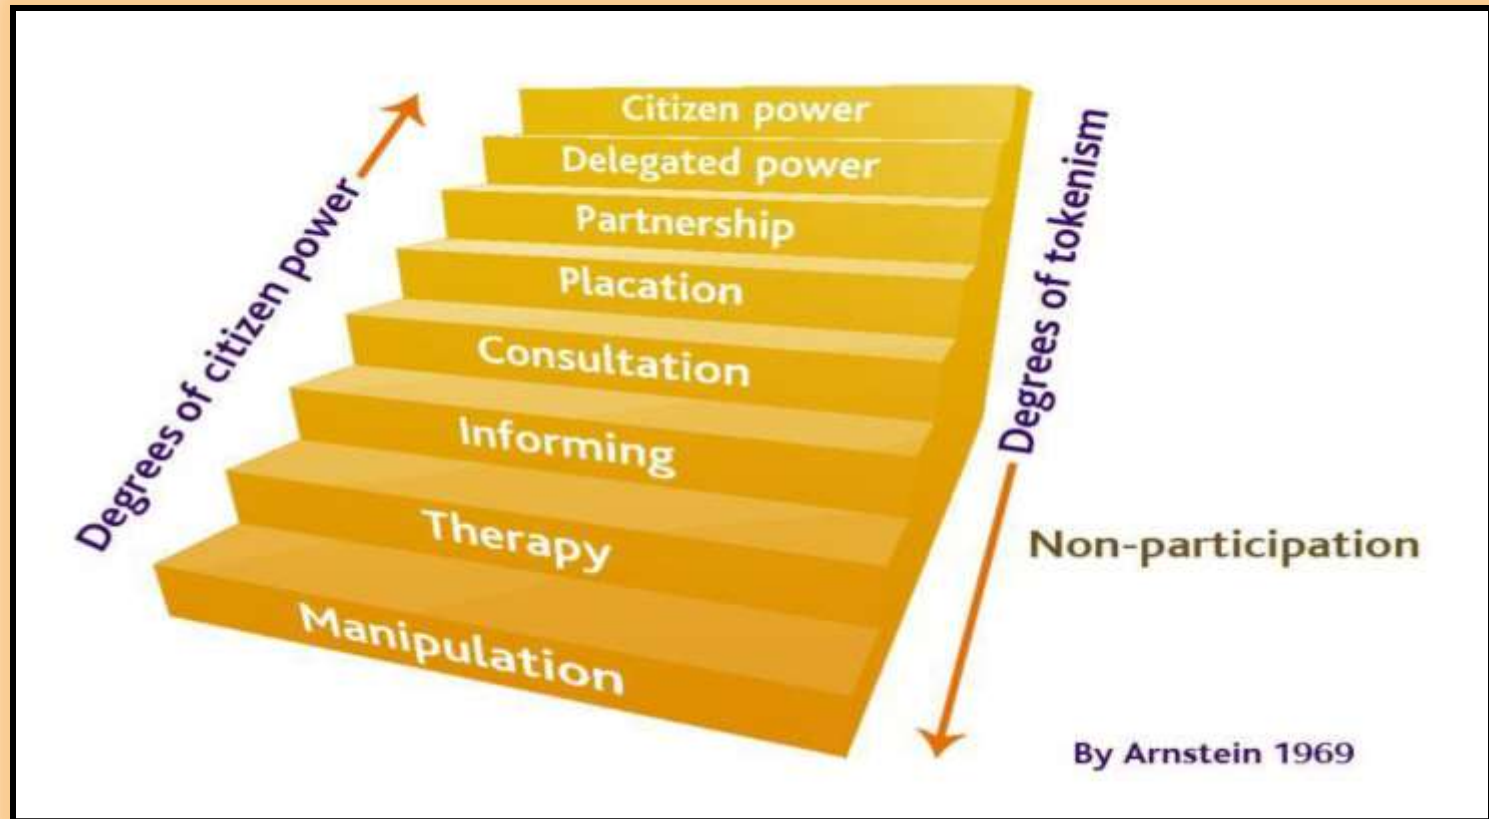 Citizen power
Delegated power
Partnership
Placation
Consultation
Informing
Therapy
Manipulation
Degrees of citizen power
Degrees of tokenism
Non-participation
By Arnstein 1969